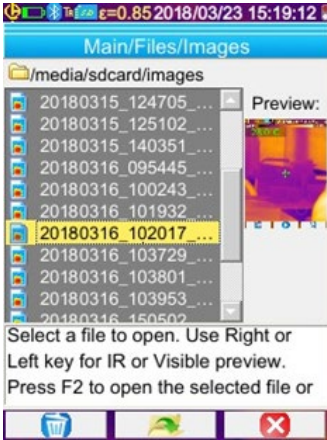 ε=0.85 2018/03/23 15:19:12
Main/Files/Images
/media/sdcard/images
20180315_124705_...
20180315_125102_...
20180315_140351_...
20180316_095445_...
20180316_100243_...
20180316_101932_...
20180316_102017_...
20180316_103729_...
20180316_103801_...
20180316_103953_...
20180316_150502_...
Preview:
Select a file to open. Use Right or
Left key for IR or Visible preview.
Press F2 to open the selected file or